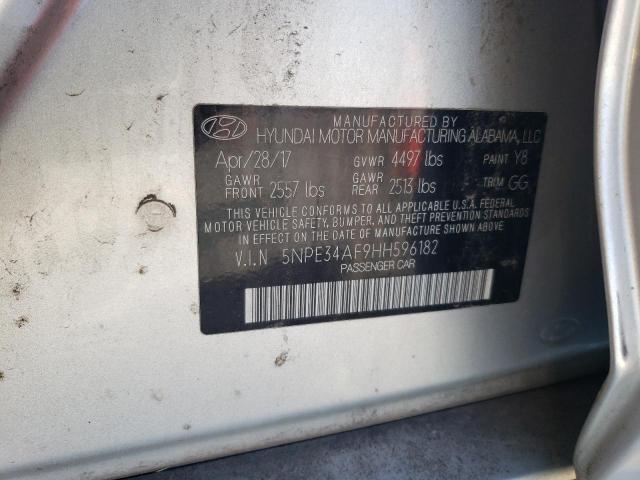 MANUFACTURED BY
HYUNDAI MOTOR MANUFACTURING ALABAMA, LLC
Apr/28/17 GVWR 4497 lbs PAINT Y8
GAWR FRONT 2557 lbs GAWR REAR 2513 lbs TRIM GG
THIS VEHICLE CONFORMS TO ALL APPLICABLE U.S.A. FEDERAL
MOTOR VEHICLE SAFETY, BUMPER, AND THEFT PREVENTION STANDARDS
IN EFFECT ON THE DATE OF MANUFACTURE SHOWN ABOVE.
V.I.N 5NPE34AF9HH596182
PASSENGER CAR